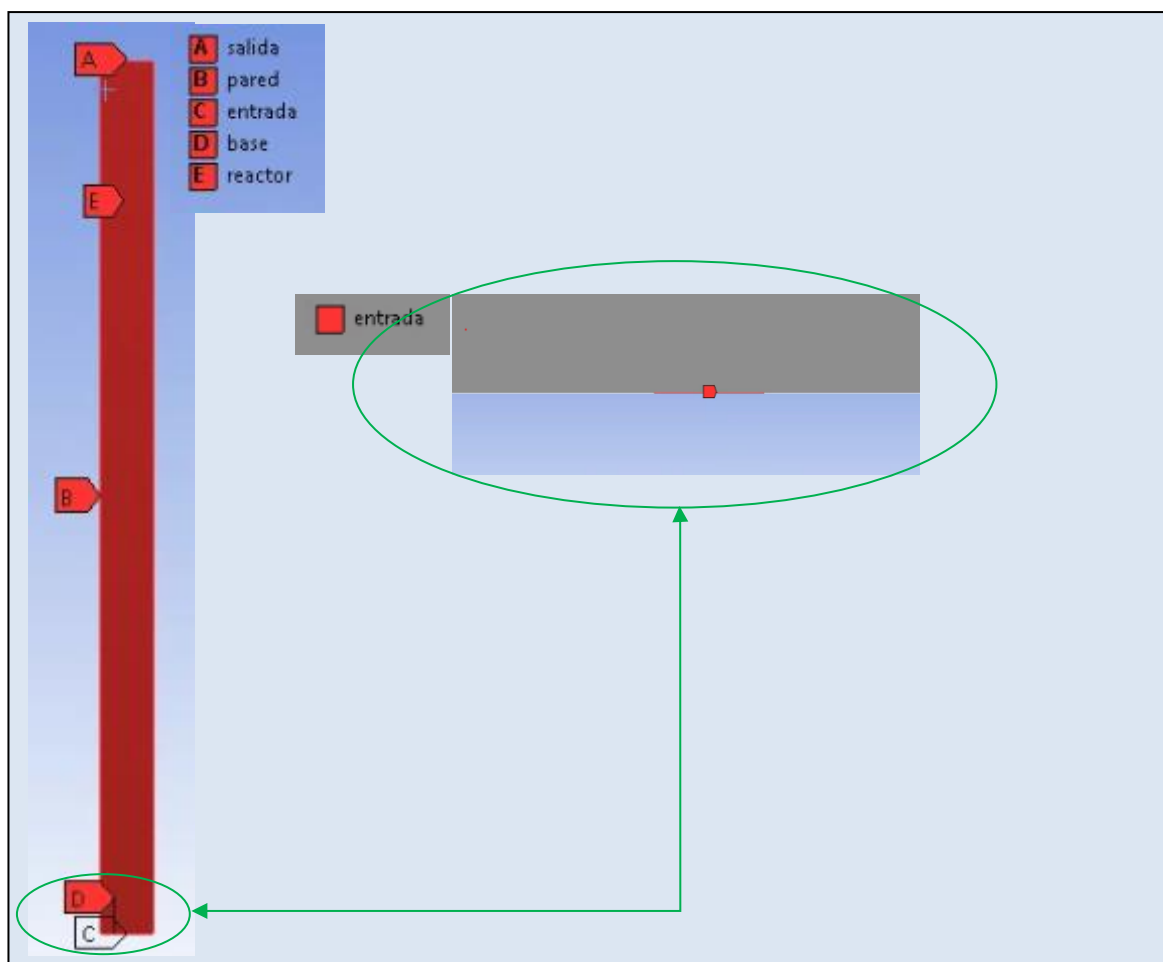 A
A salida
B pared
C entrada
D base
E reactor
E
entrada
B
D
C